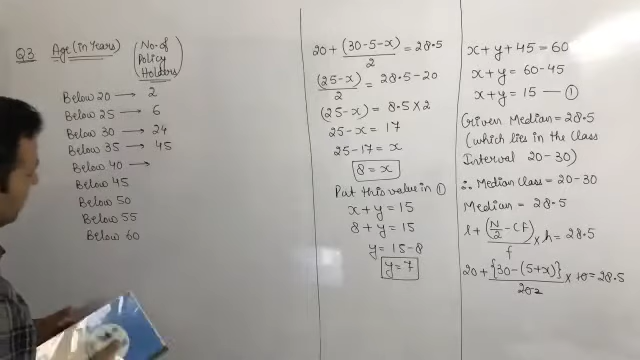 Q3 Age (in Years) (No. of Policy Holders)
Below 20 → 2
Below 25 → 6
Below 30 → 24
Below 35 → 45
Below 40 →
Below 45
Below 50
Below 55
Below 60
20 + (30-5-x)/2 = 28.5
(25-x)/2 = 28.5-20
(25-x) = 8.5×2
25-x = 17
25-17 = x
8 = x
Put this value in ①
x+y = 15
8+y = 15
y = 15-8
y = 7
x+y+45 = 60
x+y = 60-45
x+y = 15 — ①
Given Median = 28.5
(which lies in the Class
Interval 20-30)
∴ Median Class = 20-30
Median = 28.5
l + (N/2 - CF)/f × h = 28.5
20 + {30-(5+x)}/202 × 10 = 28.5